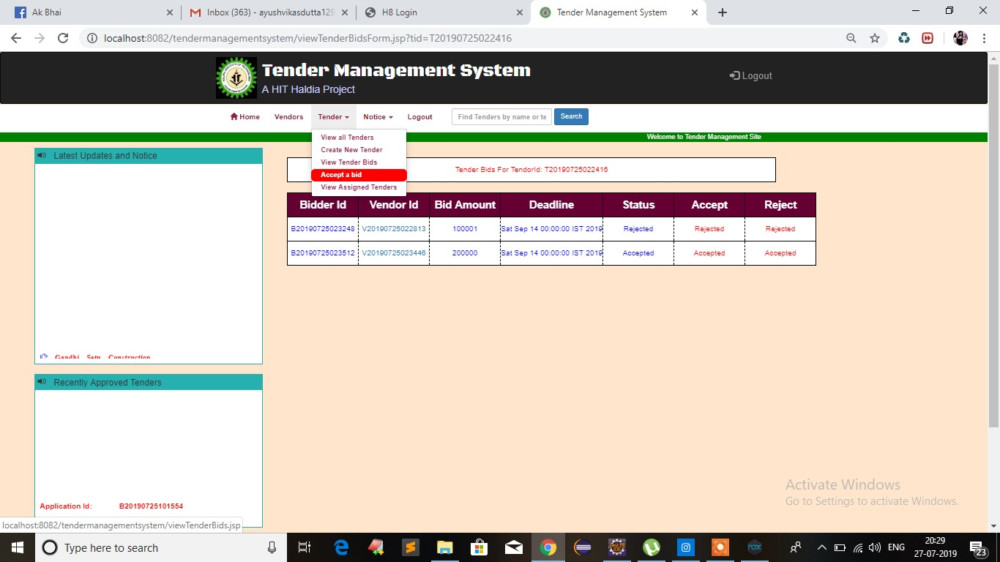 Ak Bhai
Inbox (363) - ayushvikasdutta129
H8 Login
Tender Management System
localhost:8082/tendermanagementsystem/viewTenderBidsForm.jsp?tid=T20190725022416
Tender Management System
A HIT Haldia Project
Logout
Home Vendors Tender Notice Logout Find Tenders by name or te Search
Welcome to Tender Management Site
View all Tenders
Create New Tender
View Tender Bids
Accept a bid
View Assigned Tenders
Latest Updates and Notice
Gandhi Setu Construction
Recently Approved Tenders
Application Id: B20190725101554
Tender Bids For TendorId: T20190725022416
Bidder Id Vendor Id Bid Amount Deadline Status Accept Reject
B20190725023248 V20190725022813 100001 Sat Sep 14 00:00:00 IST 2019 Rejected Rejected Rejected
B20190725023512 V20190725023446 200000 Sat Sep 14 00:00:00 IST 2019 Accepted Accepted Accepted
Activate Windows
Go to Settings to activate Windows.
localhost:8082/tendermanagementsystem/viewTenderBids.jsp
Type here to search
ENG
20:29
27-07-2019
23